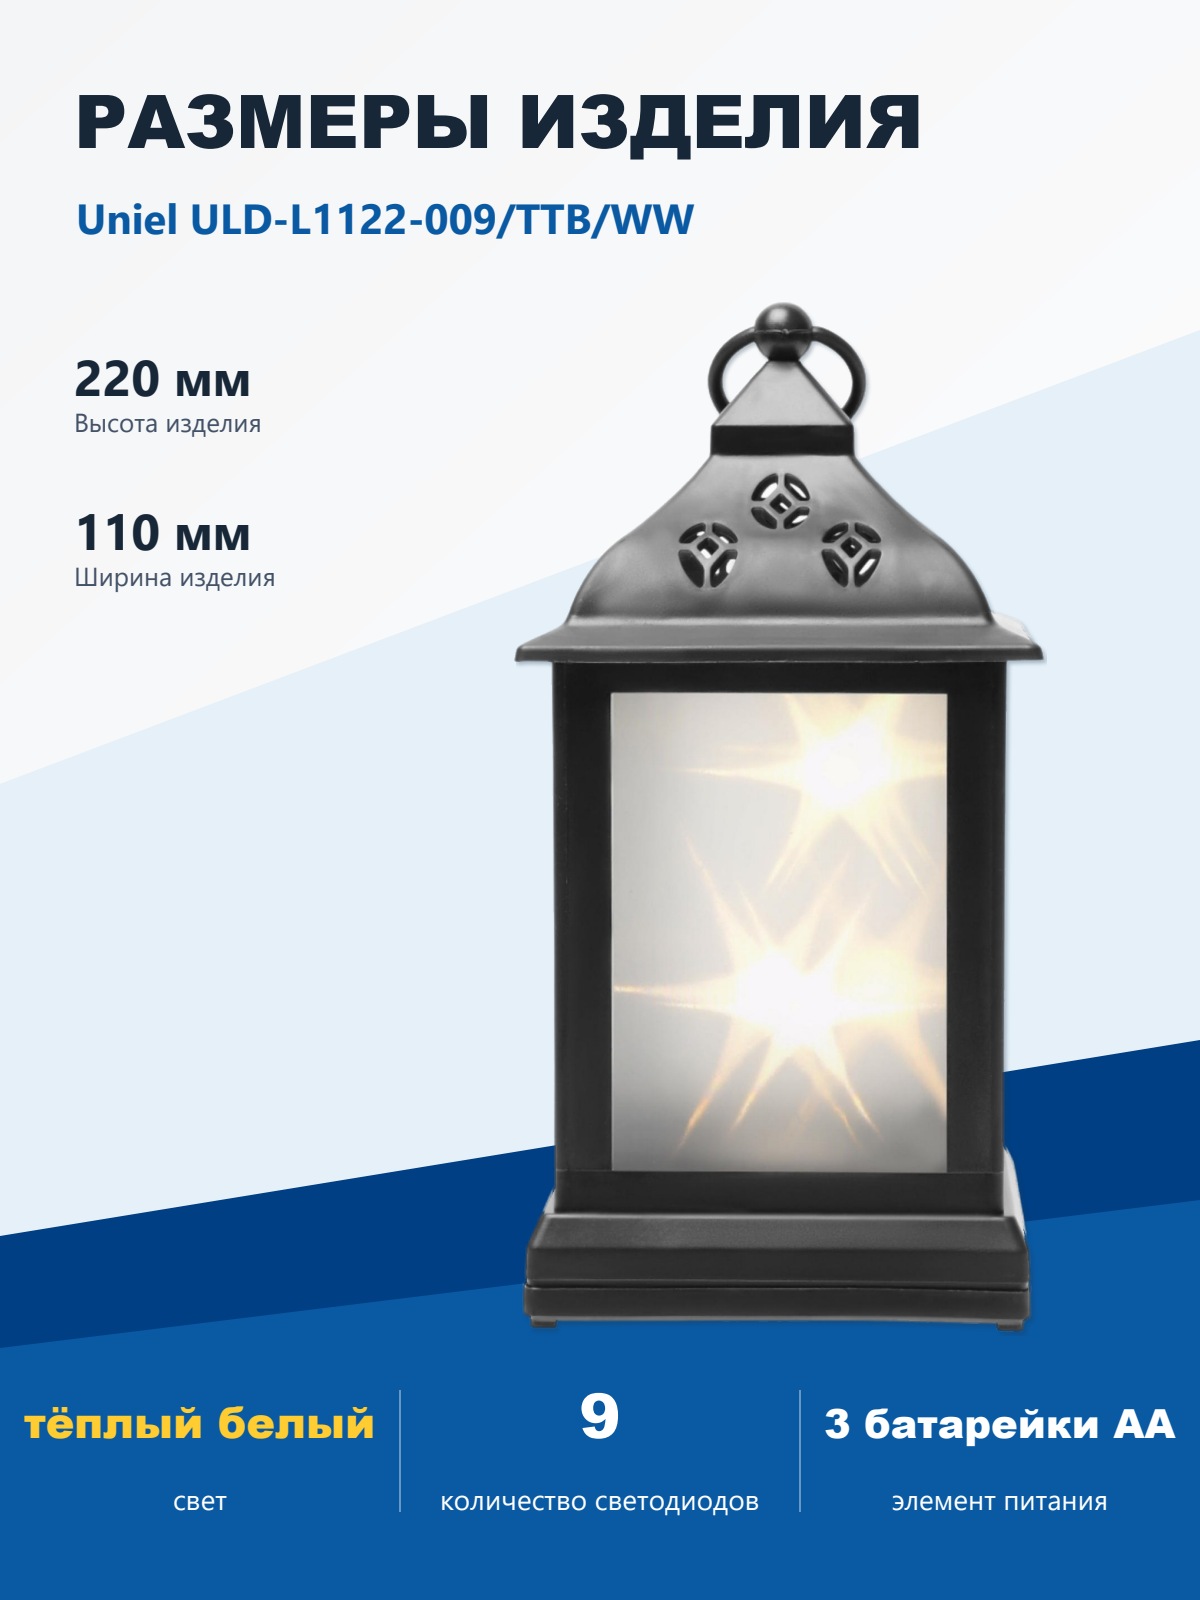 РАЗМЕРЫ ИЗДЕЛИЯ
Uniel ULD-L1122-009/TTB/WW
220 мм
Высота изделия
110 мм
Ширина изделия
тёплый белый
свет
9
количество светодиодов
3 батарейки АА
элемент питания